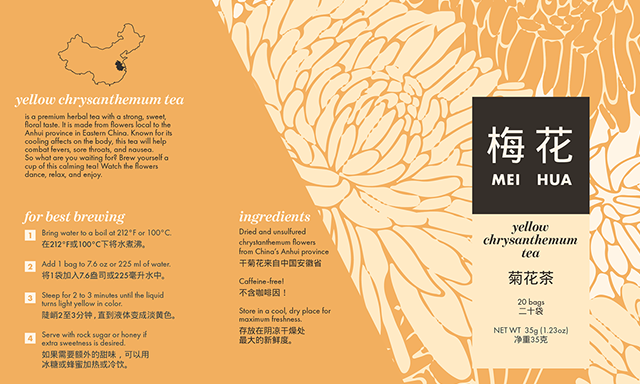 yellow chrysanthemum tea
is a premium herbal tea with a strong, sweet,
floral taste. It is made from flowers local to the
Anhui province in Eastern China. Known for its
cooling affects on the body, this tea will help
combat fevers, sore throats, and nausea.
So what are you waiting for? Brew yourself a
cup of this calming tea! Watch the flowers
dance, relax, and enjoy.
for best brewing
1 Bring water to a boil at 212°F or 100°C.
在212°F或100°C下将水煮沸。
2 Add 1 bag to 7.6 oz or 225 ml of water.
将1袋加入7.6盎司或225毫升水中。
3 Steep for 2 to 3 minutes until the liquid
turns light yellow in color.
陡峭2至3分钟，直到液体变成淡黄色。
4 Serve with rock sugar or honey if
extra sweetness is desired.
如果需要额外的甜味，可以用
冰糖或蜂蜜加热或冷饮。
ingredients
Dried and unsulfured
chrysanthemum flowers
from China's Anhui province
干菊花来自中国安徽省
Caffeine-free!
不含咖啡因！
Store in a cool, dry place for
maximum freshness.
存放在阴凉干燥处
最大的新鲜度。
梅花
MEI HUA
yellow
chrysanthemum
tea
菊花茶
20 bags
二十袋
NET WT 35g (1.23oz)
净重35克